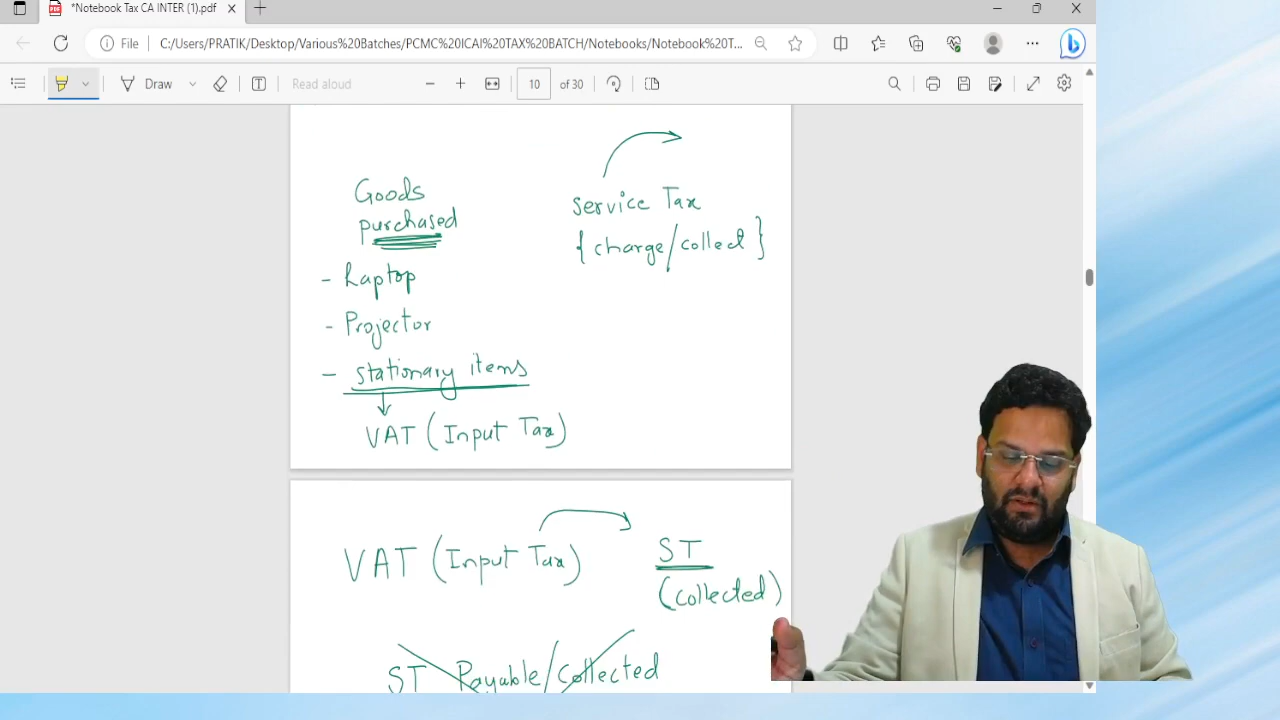 *Notebook Tax CA INTER (1).pdf
File
C:/Users/PRATIK/Desktop/Various%20Batches/PCMC%20ICAI%20TAX%20BATCH/Notebooks/Notebook%20T...
Draw
Read aloud
10
of 30
Goods
purchased
- Laptop
- Projector
- stationary items
VAT (Input Tax)
service Tax
{charge/collect}
VAT (Input Tax)
ST
(collected)
ST Payable/Collected